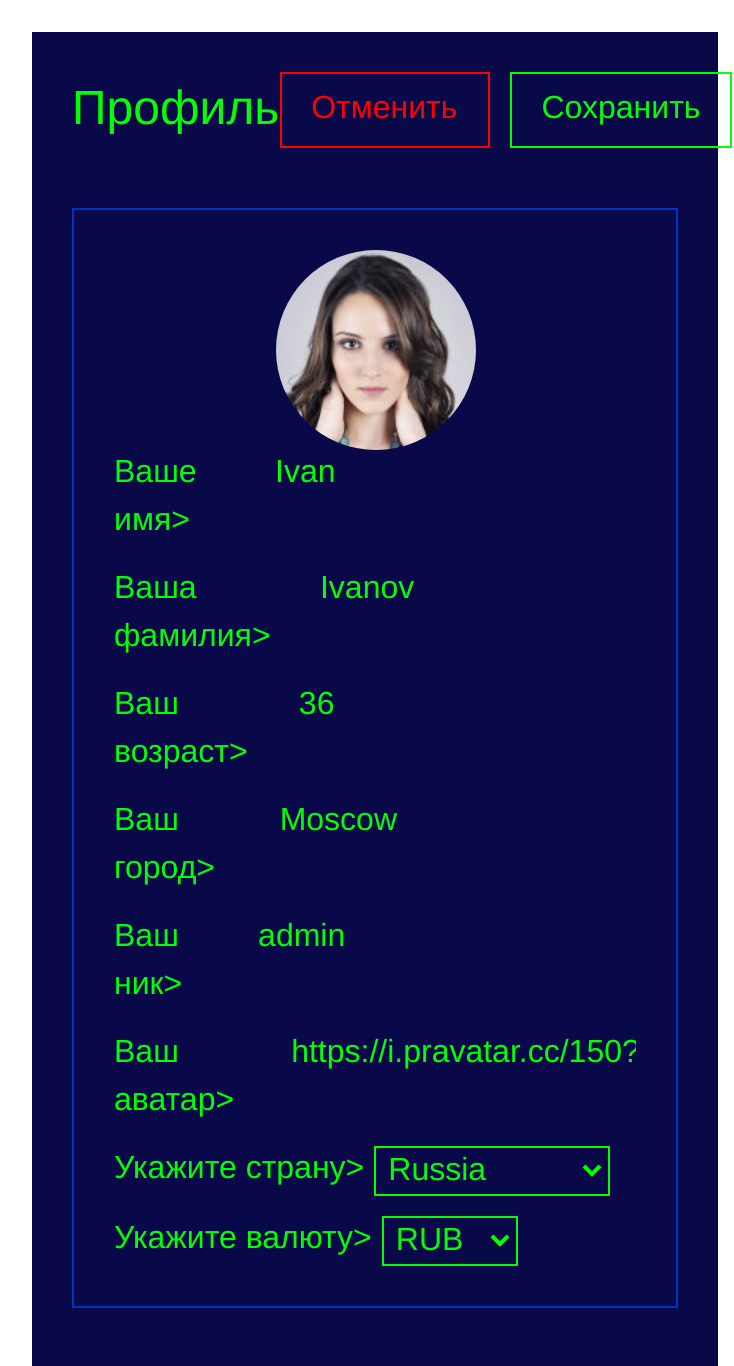 Профиль Отменить Сохранить
Ваше Ivan
имя>
Ваша Ivanov
фамилия>
Ваш 36
возраст>
Ваш Moscow
город>
Ваш admin
ник>
Ваш https://i.pravatar.cc/150?
аватар>
Укажите страну> Russia
Укажите валюту> RUB